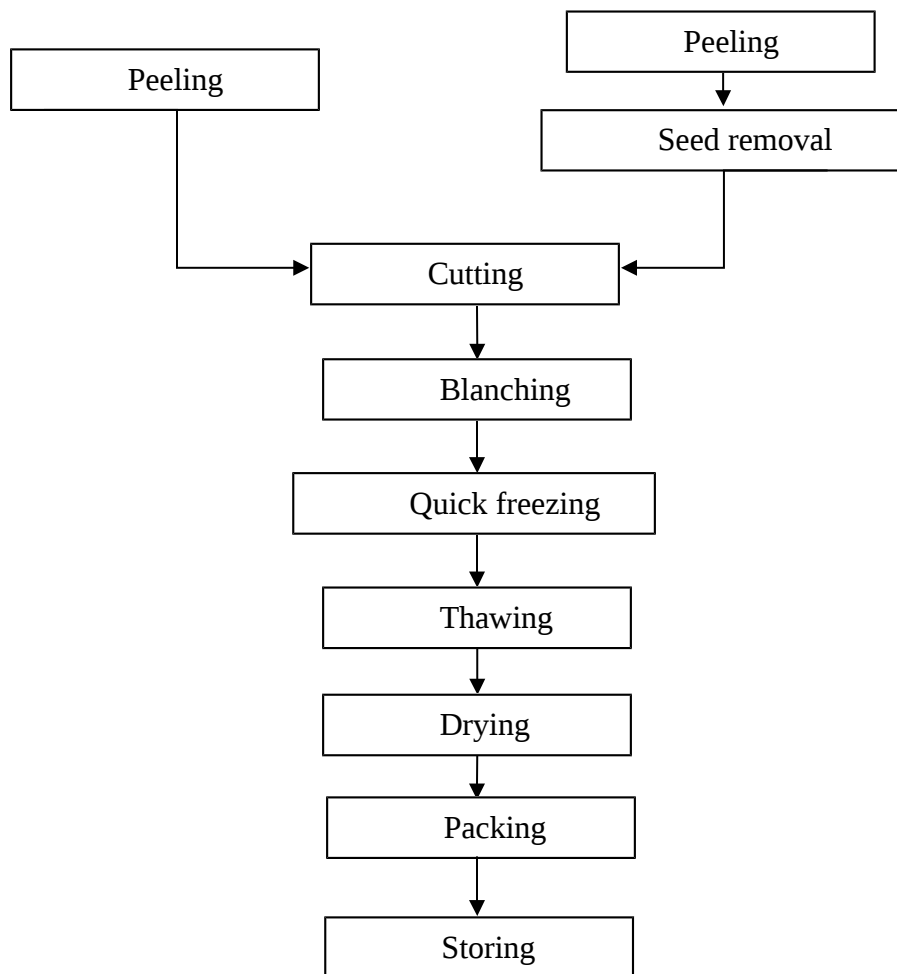 Peeling
Peeling
Seed removal
Cutting
Blanching
Quick freezing
Thawing
Drying
Packing
Storing